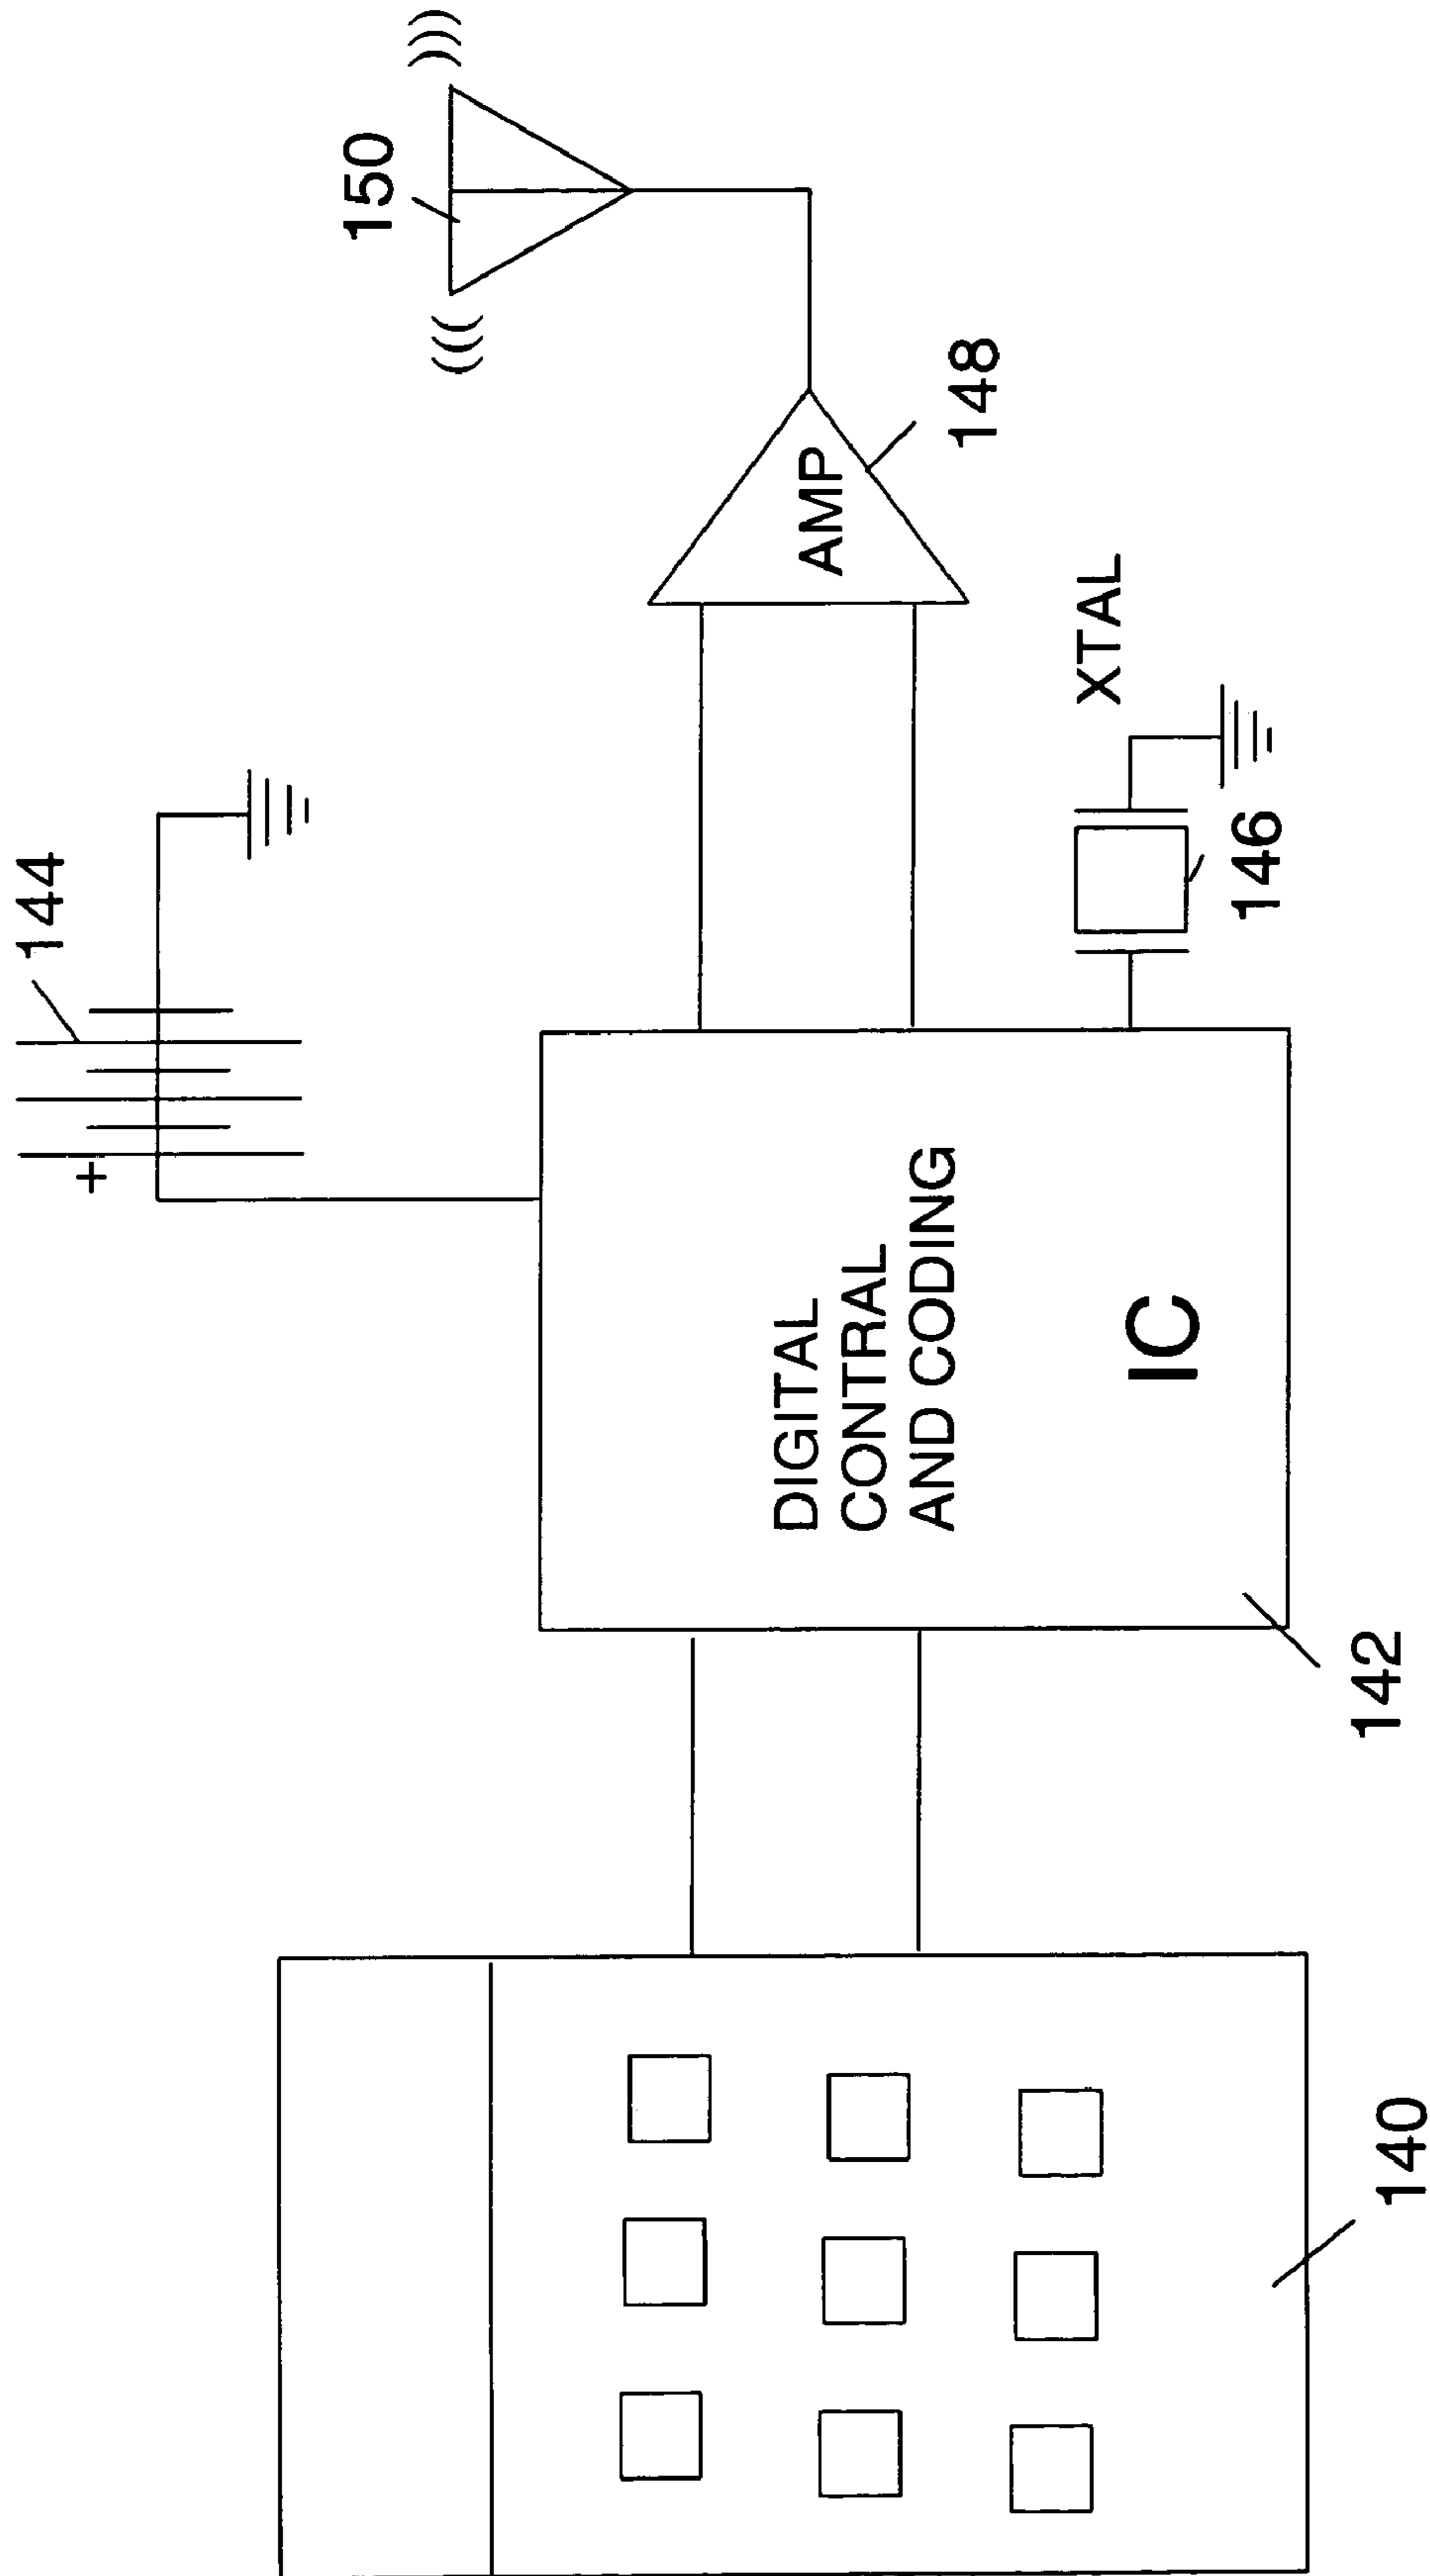 144
+
150
AMP
148
XTAL
146
DIGITAL
CONTRAL
AND CODING
IC
142
140